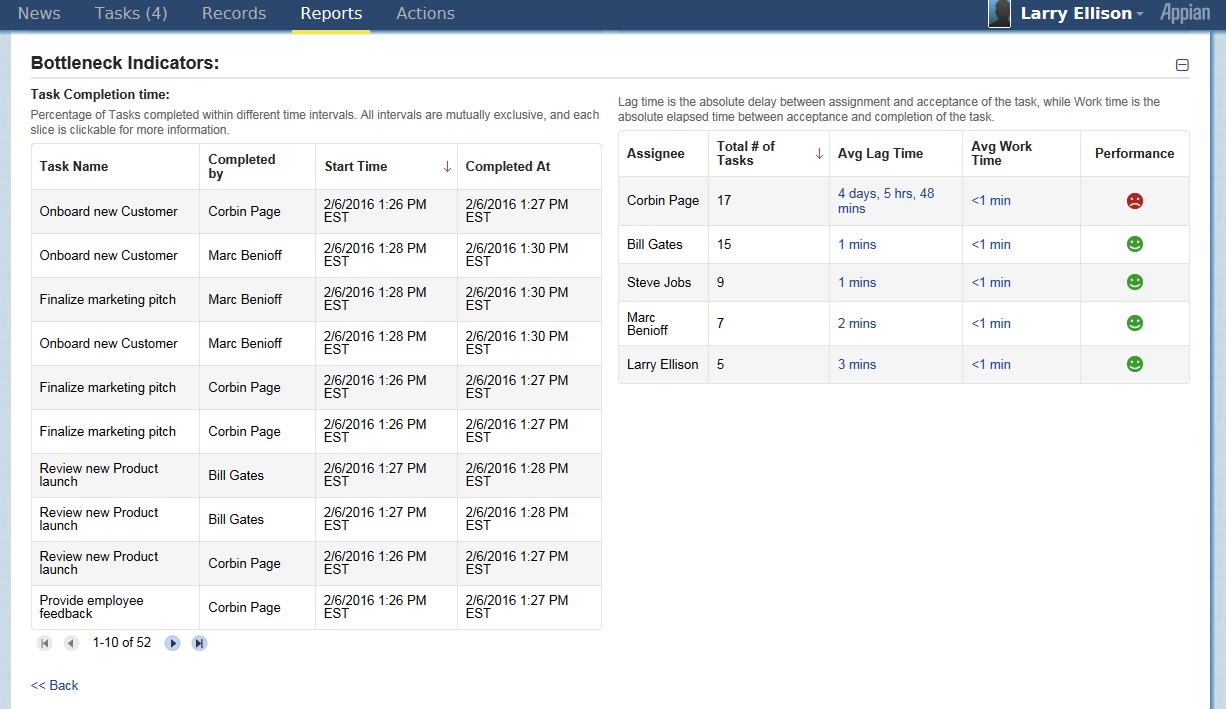 News Tasks (4) Records Reports Actions Larry Ellison Appian
Bottleneck Indicators:
Task Completion time:
Percentage of Tasks completed within different time intervals. All intervals are mutually exclusive, and each
slice is clickable for more information.
Task Name Completed by Start Time Completed At
Onboard new Customer Corbin Page 2/6/2016 1:26 PM EST 2/6/2016 1:27 PM EST
Onboard new Customer Marc Benioff 2/6/2016 1:28 PM EST 2/6/2016 1:30 PM EST
Finalize marketing pitch Marc Benioff 2/6/2016 1:28 PM EST 2/6/2016 1:30 PM EST
Onboard new Customer Marc Benioff 2/6/2016 1:28 PM EST 2/6/2016 1:30 PM EST
Finalize marketing pitch Corbin Page 2/6/2016 1:26 PM EST 2/6/2016 1:27 PM EST
Finalize marketing pitch Corbin Page 2/6/2016 1:26 PM EST 2/6/2016 1:27 PM EST
Review new Product launch Bill Gates 2/6/2016 1:27 PM EST 2/6/2016 1:28 PM EST
Review new Product launch Bill Gates 2/6/2016 1:27 PM EST 2/6/2016 1:28 PM EST
Review new Product launch Corbin Page 2/6/2016 1:26 PM EST 2/6/2016 1:27 PM EST
Provide employee feedback Corbin Page 2/6/2016 1:26 PM EST 2/6/2016 1:27 PM EST
1-10 of 52
<< Back
Lag time is the absolute delay between assignment and acceptance of the task, while Work time is the
absolute elapsed time between acceptance and completion of the task.
Assignee Total # of Tasks Avg Lag Time Avg Work Time Performance
Corbin Page 17 4 days, 5 hrs, 48 mins <1 min
Bill Gates 15 1 mins <1 min
Steve Jobs 9 1 mins <1 min
Marc Benioff 7 2 mins <1 min
Larry Ellison 5 3 mins <1 min